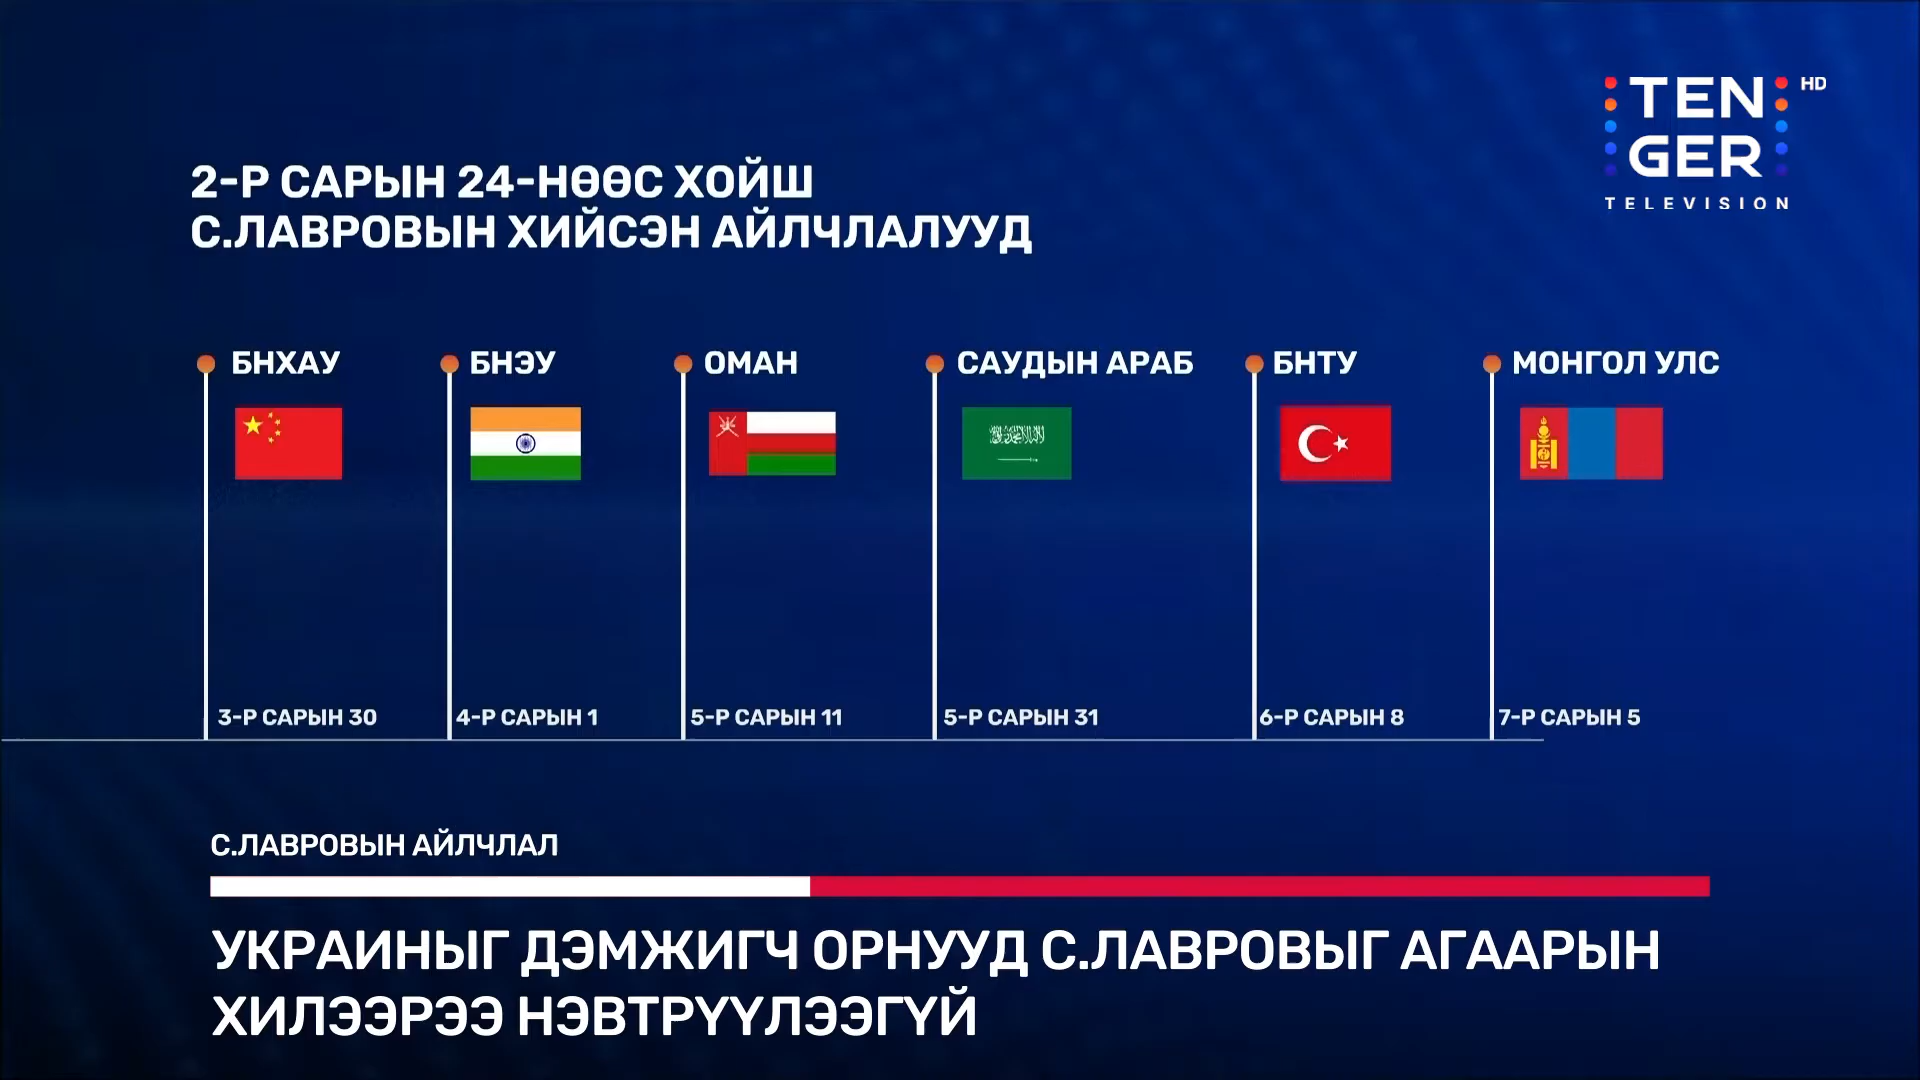 TEN HD
GER
TELEVISION
2-Р САРЫН 24-НӨӨС ХОЙШ
С.ЛАВРОВЫН ХИЙСЭН АЙЛЧЛАЛУУД
БНХАУ
БНЭУ
ОМАН
САУДЫН АРАБ
БНТУ
МОНГОЛ УЛС
3-Р САРЫН 30
4-Р САРЫН 1
5-Р САРЫН 11
5-Р САРЫН 31
6-Р САРЫН 8
7-Р САРЫН 5
С.ЛАВРОВЫН АЙЛЧЛАЛ
УКРАИНЫГ ДЭМЖИГЧ ОРНУУД С.ЛАВРОВЫГ АГААРЫН
ХИЛЭЭРЭЭ НЭВТРҮҮЛЭЭГҮЙ